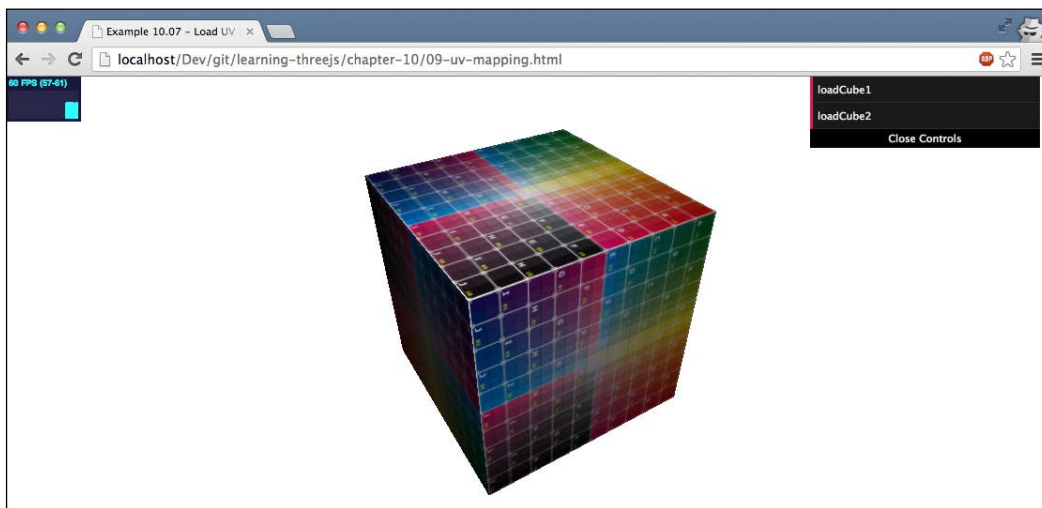 Example 10.07 – Load UV
localhost/Dev/git/learning-threejs/chapter-10/09-uv-mapping.html
ABP
60 FPS (57-61)
loadCube1
loadCube2
Close Controls